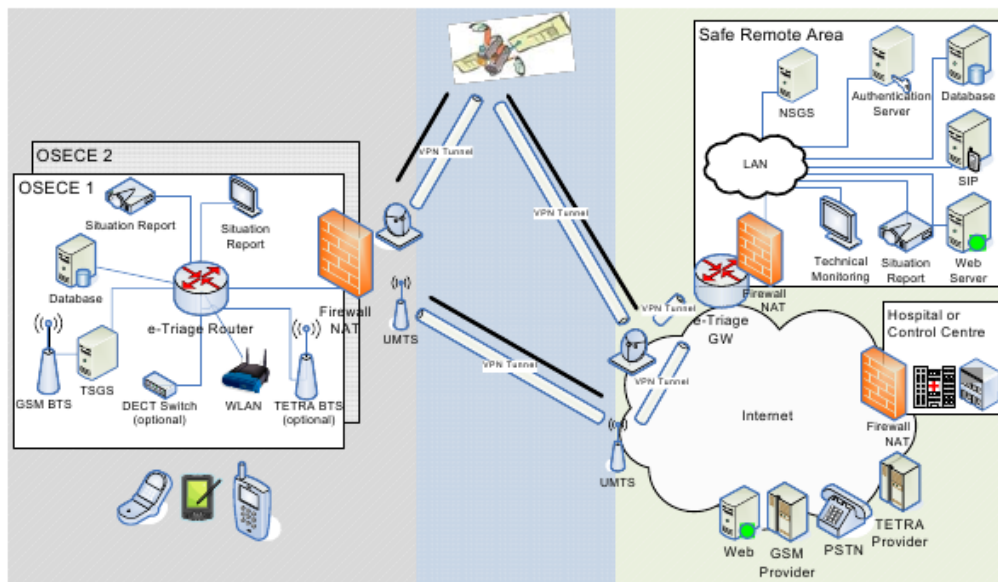 OSECE 2
OSECE 1
Situation Report
Situation
Report
Database
e-Triage Router
Firewall
NAT
GSM BTS
TSGS
DECT Switch
(optional)
WLAN
TETRA BTS
(optional)
UMTS
VPN Tunnel
VPN Tunnel
VPN Tunnel
VPN Tunnel
VPN Tunnel
UMTS
Safe Remote Area
NSGS
Authentication
Server
Database
LAN
SIP
Technical
Monitoring
Situation
Report
Web
Server
Firewall
NAT
e-Triage
GW
Hospital or
Control Centre
Firewall
NAT
Internet
Web
GSM
Provider
PSTN
TETRA
Provider